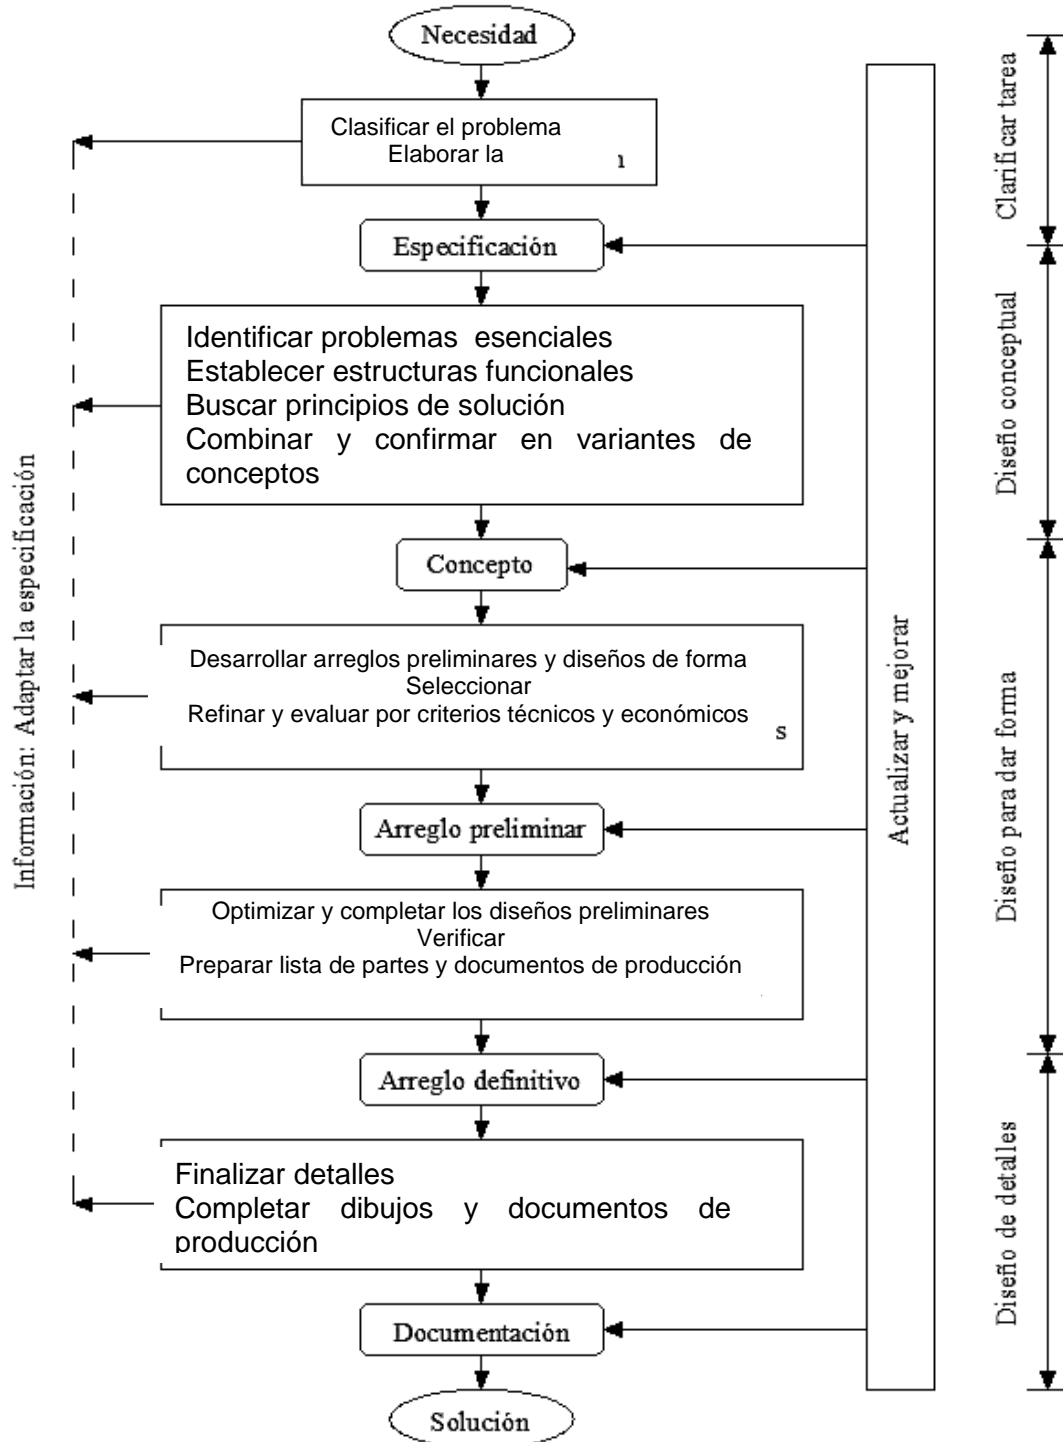 Necesidad
Clasificar el problema
Elaborar la
Especificación
Identificar problemas esenciales
Establecer estructuras funcionales
Buscar principios de solución
Combinar y confirmar en variantes de
conceptos
Concepto
Desarrollar arreglos preliminares y diseños de forma
Seleccionar
Refinar y evaluar por criterios técnicos y económicos
s
Arreglo preliminar
Optimizar y completar los diseños preliminares
Verificar
Preparar lista de partes y documentos de producción
Arreglo definitivo
Finalizar detalles
Completar dibujos y documentos de
producción
Documentación
Solución
Información: Adaptar la especificación
Actualizar y mejorar
Clarificar tarea
Diseño conceptual
Diseño para dar forma
Diseño de detalles